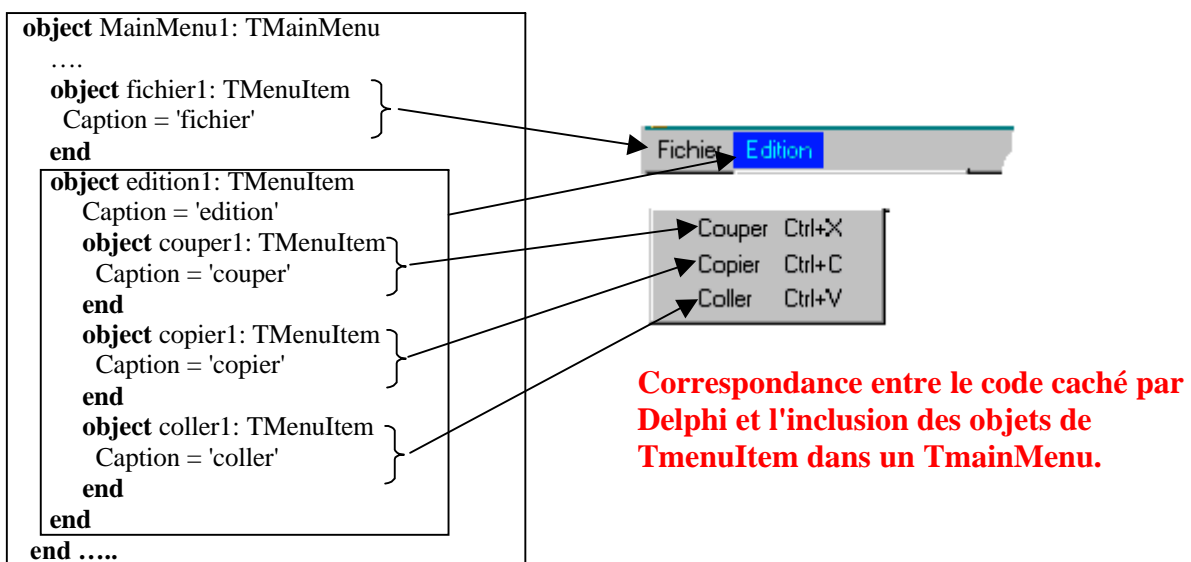 object MainMenu1: TMainMenu
….
object fichier1: TMenuItem
Caption = 'fichier'
end
object edition1: TMenuItem
Caption = 'edition'
object couper1: TMenuItem
Caption = 'couper'
end
object copier1: TMenuItem
Caption = 'copier'
end
object coller1: TMenuItem
Caption = 'coller'
end
end
end …..
Fichier Edition
Couper Ctrl+X
Copier Ctrl+C
Coller Ctrl+V
Correspondance entre le code caché par
Delphi et l'inclusion des objets de
TmenuItem dans un TmainMenu.